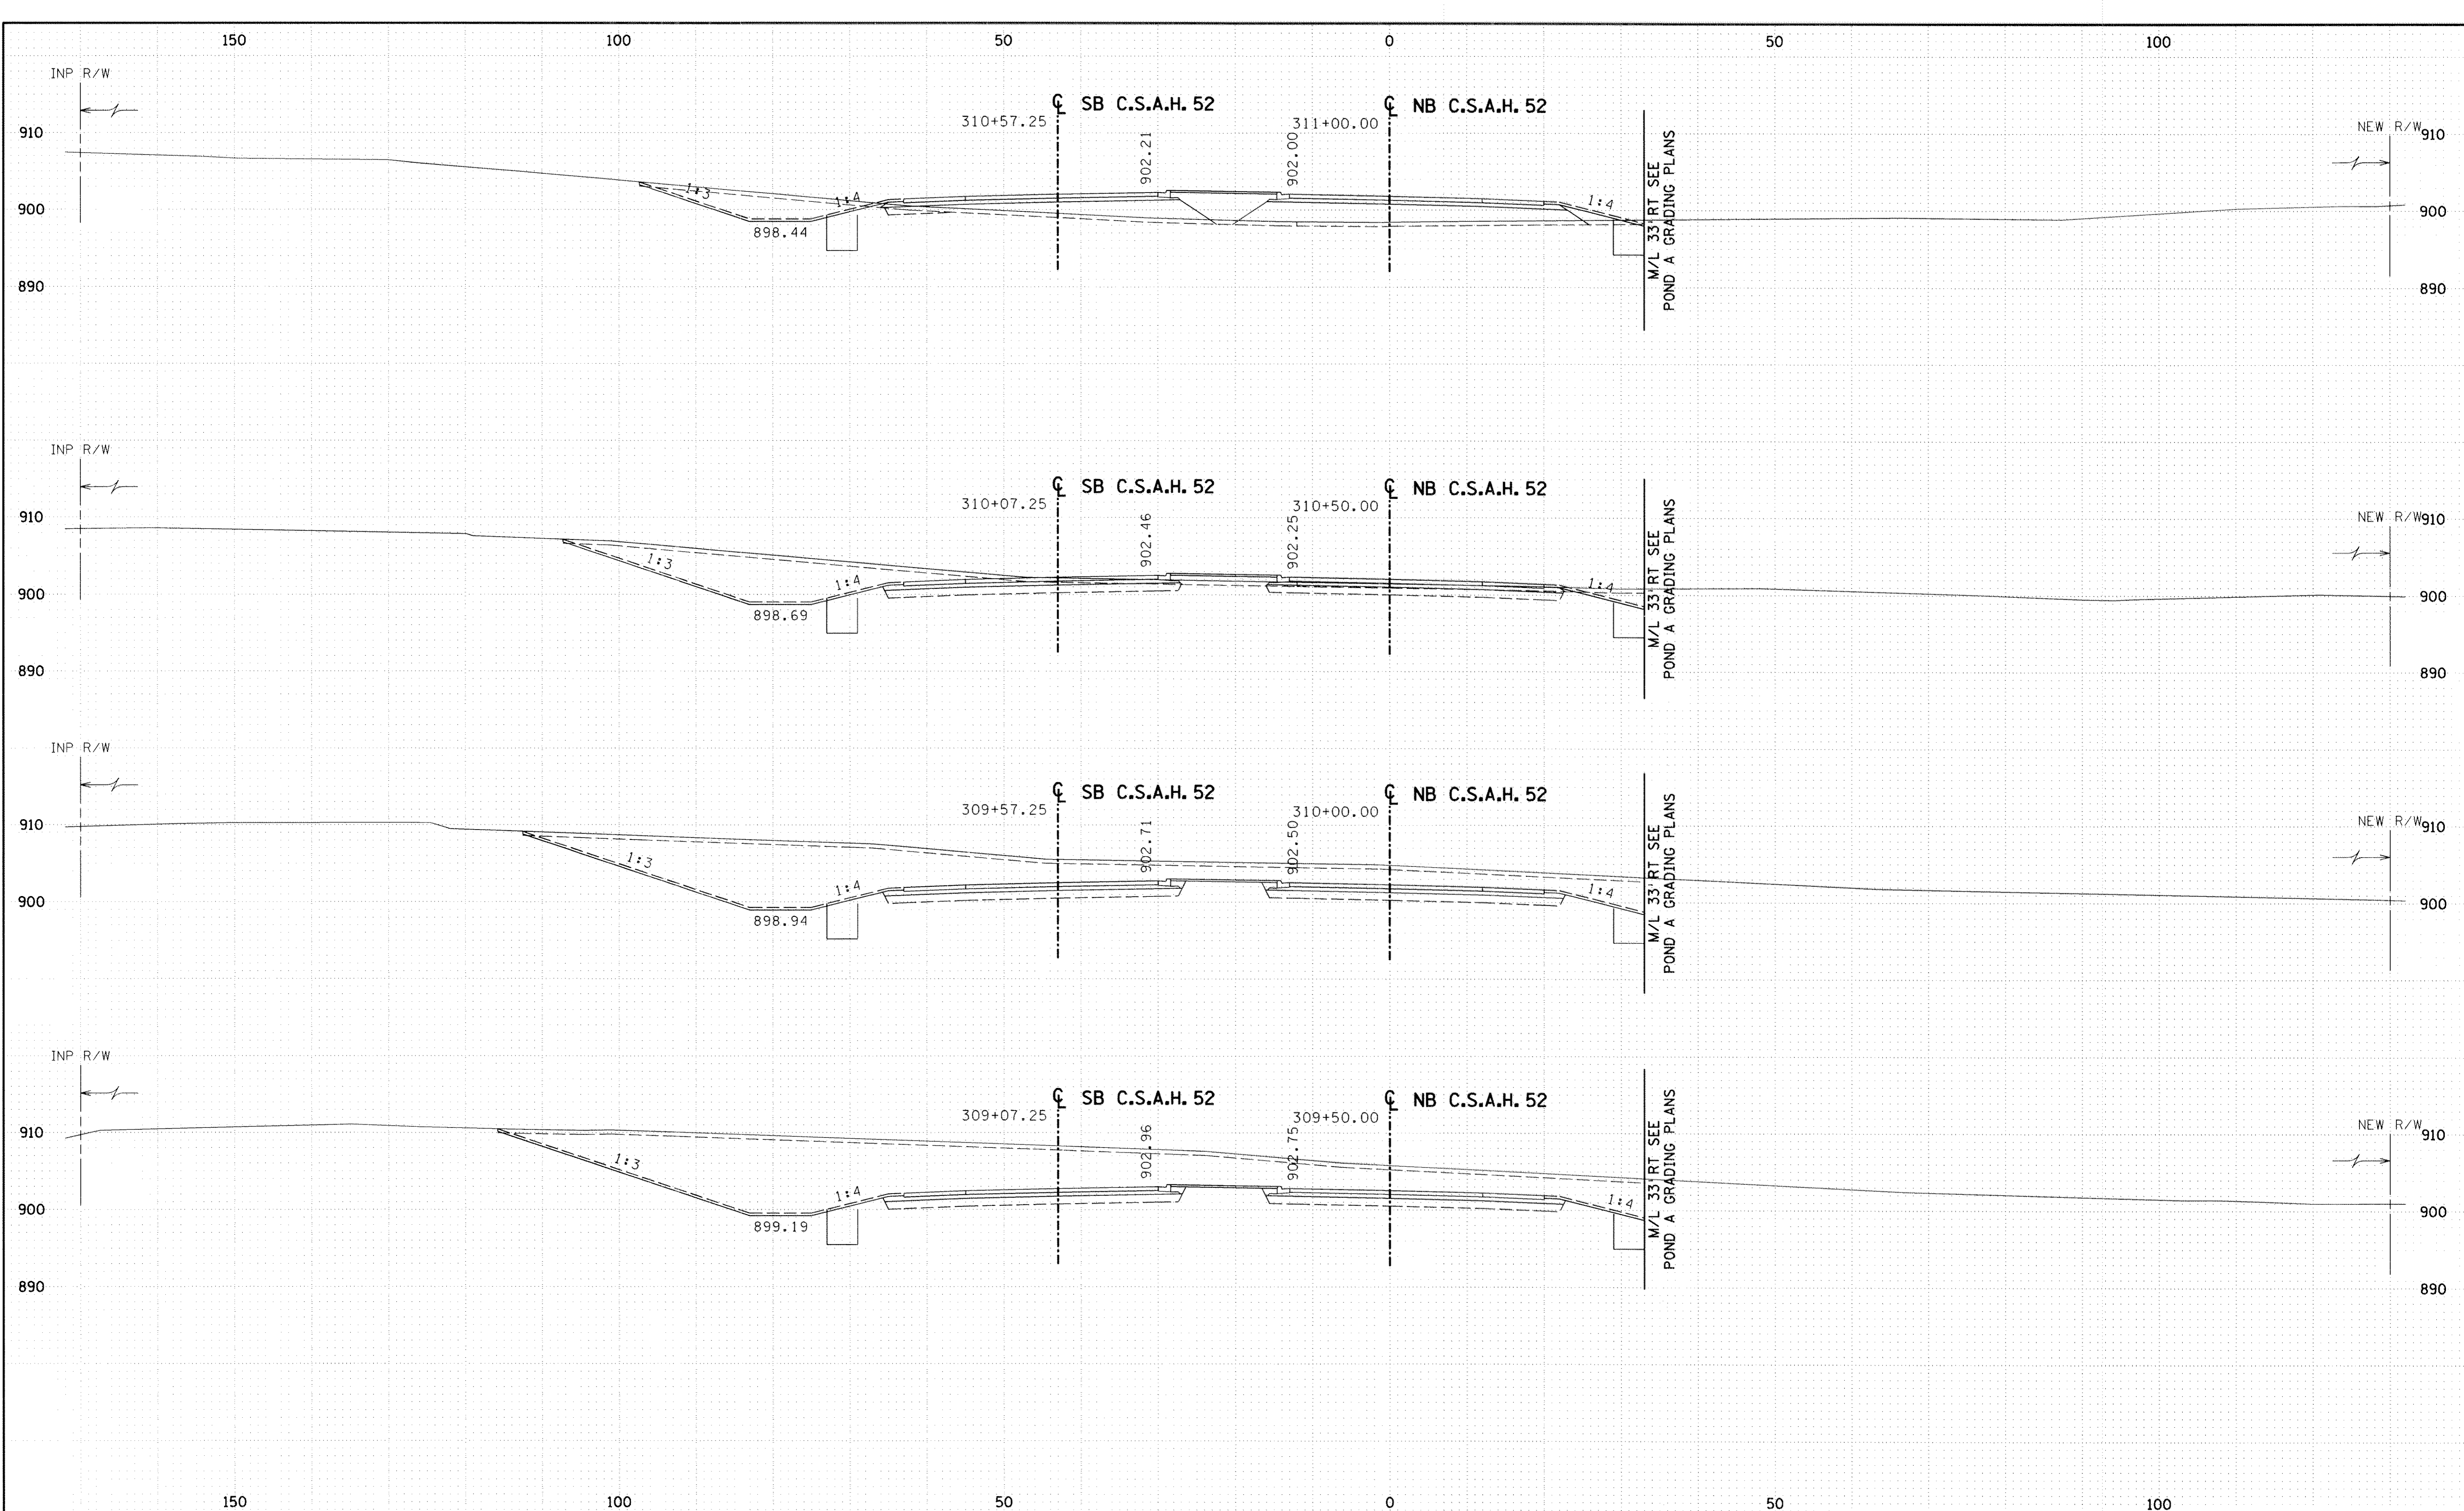 150 100 50 0 50 100
INP R/W
910
900
890
℄ SB C.S.A.H. 52
310+57.25
902.21
902.00
℄ NB C.S.A.H. 52
311+00.00
1:3
1:4
898.44
1:4
M/L 33' RT SEE
POND A GRADING PLANS
NEW R/W
910
900
890
INP R/W
910
900
890
℄ SB C.S.A.H. 52
310+07.25
902.46
902.25
℄ NB C.S.A.H. 52
310+50.00
1:3
1:4
898.69
1:4
M/L 33' RT SEE
POND A GRADING PLANS
NEW R/W
910
900
890
INP R/W
910
900
℄ SB C.S.A.H. 52
309+57.25
902.71
902.50
℄ NB C.S.A.H. 52
310+00.00
1:3
1:4
898.94
1:4
M/L 33' RT SEE
POND A GRADING PLANS
NEW R/W
910
900
INP R/W
910
900
890
℄ SB C.S.A.H. 52
309+07.25
902.96
902.75
℄ NB C.S.A.H. 52
309+50.00
1:3
1:4
899.19
1:4
M/L 33' RT SEE
POND A GRADING PLANS
NEW R/W
910
900
890
150 100 50 0 50 100